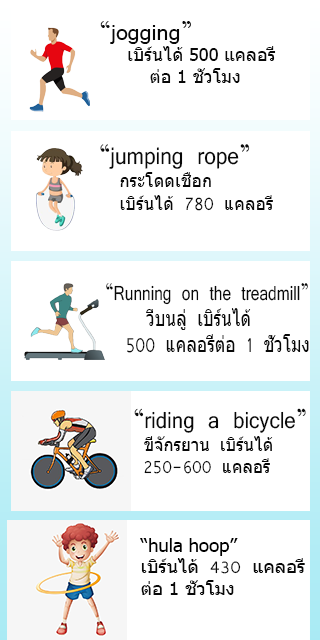 “jogging”
เบิร์นได้ 500 แคลอรี
ต่อ 1 ชัวโมง
“jumping rope”
กระโดดเชือก
เบิร์นได้ 780 แคลอรี
“Running on the treadmill”
วีบนลู่ เบิร์นได้
500 แคลอรีต่อ 1 ชัวโมง
“riding a bicycle”
ขีจักรยาน เบิร์นได้
250-600 แคลอรี
“hula hoop”
เบิร์นได้ 430 แคลอรี
ต่อ 1 ชัวโมง